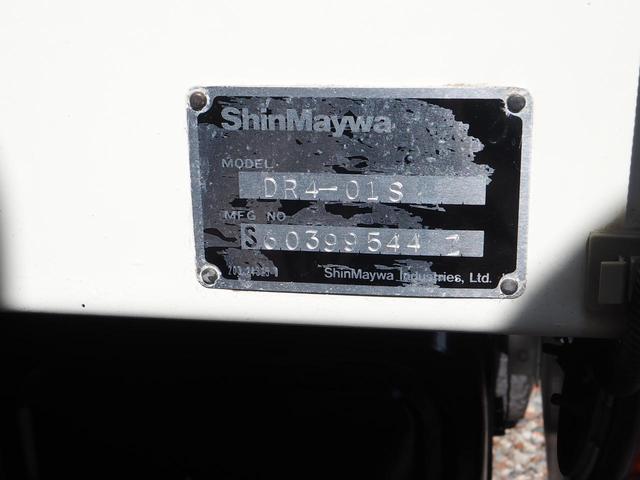 ShinMaywa
MODEL
DR4-01S
MFG NO
S60399544 2
ShinMaywa Industries, Ltd.